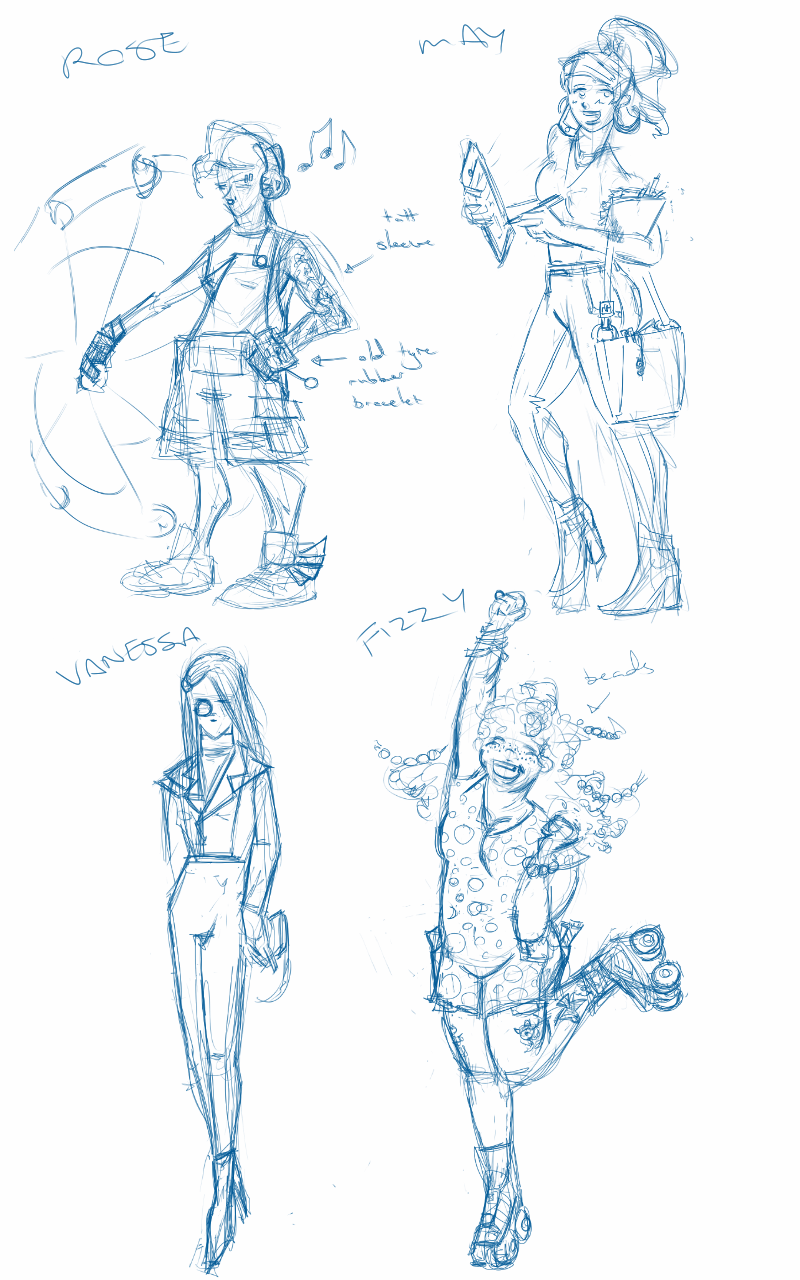 ROSE
MAY
tatt
sleeve
old tyre
rubber
bracelet
VANESSA
FIZZY
beads